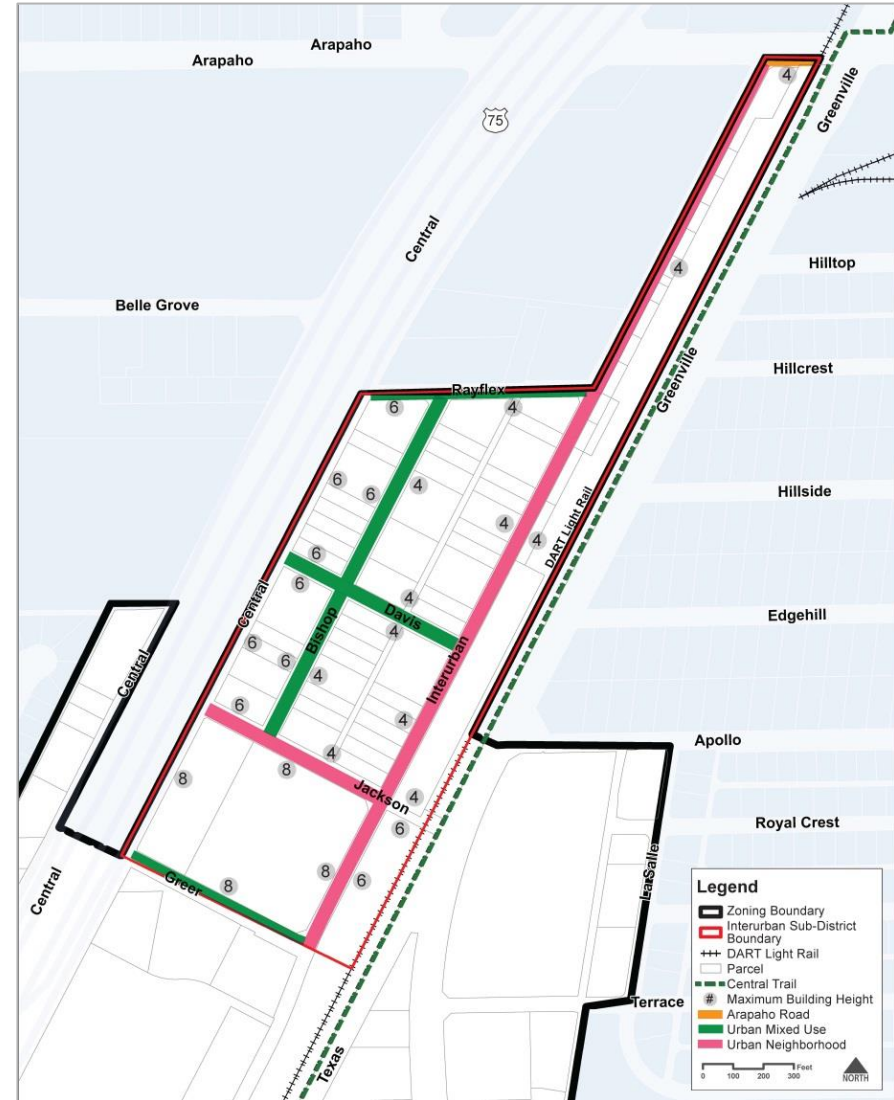 Arapaho
Arapaho
4
Greenville
75
Central
Hilltop
4
Belle Grove
Greenville
Hillcrest
Rayflex
6
4
6
6
4
Hillside
4
4
DART Light Rail
6
6
4
Central
Bishop
Davis
4
Edgehill
Interurban
6
6
4
Central
6
4
4
Apollo
8
8
Jackson
4
6
Royal Crest
LaSalle
Central
Greer
8
8
6
Terrace
Texas
Legend
Zoning Boundary
Interurban Sub-District
Boundary
DART Light Rail
Parcel
Central Trail
# Maximum Building Height
Arapaho Road
Urban Mixed Use
Urban Neighborhood
Feet
0 100 200 300
NORTH